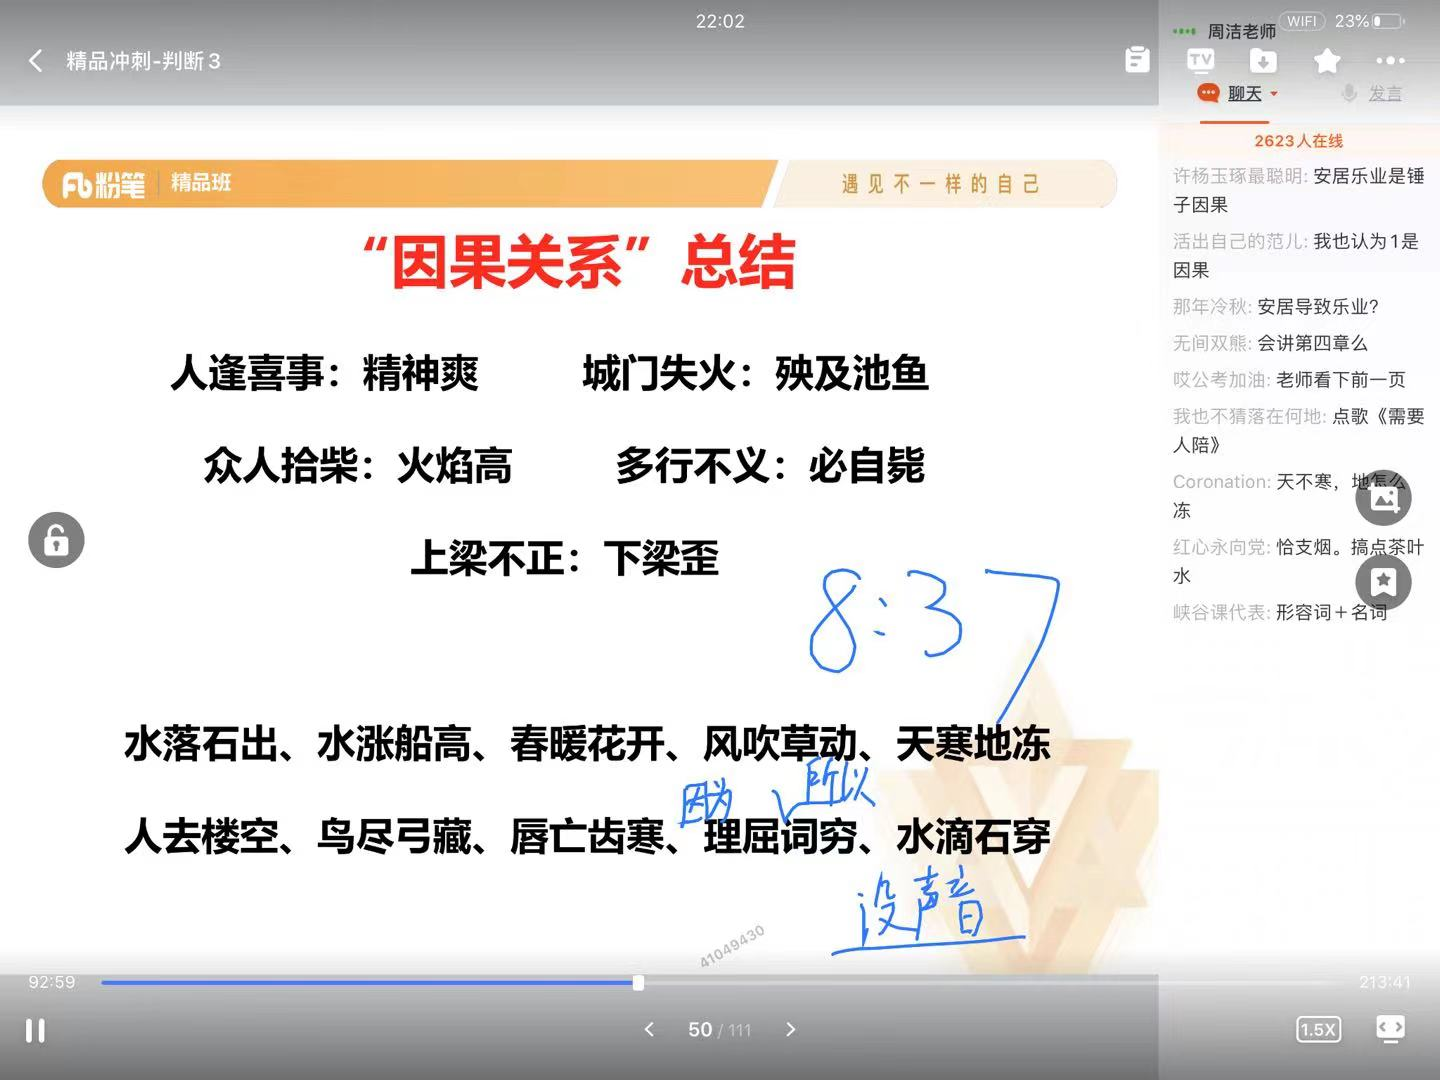 22:02
周洁老师
WIFI
23%
精品冲刺-判断 3
TV
聊天
发言
2623人在线
粉笔
精品班
遇见不一样的自己
“因果关系”总结
人逢喜事：精神爽
城门失火：殃及池鱼
众人拾柴：火焰高
多行不义：必自毙
上梁不正：下梁歪
8:37
水落石出、水涨船高、春暖花开、风吹草动、天寒地冻
因为
所以
人去楼空、鸟尽弓藏、唇亡齿寒、理屈词穷、水滴石穿
没声音
41049430
许杨玉琢最聪明: 安居乐业是锤
子因果
活出自己的范儿: 我也认为1是
因果
那年冷秋: 安居导致乐业?
无间双熊: 会讲第四章么
哎公考加油: 老师看下前一页
我也不猜落在何地: 点歌《需要
人陪》
Coronation: 天不寒，地怎么
冻
红心永向党: 恰支烟。搞点茶叶
水
峡谷课代表: 形容词＋名词
92:59
213:41
50 / 111
1.5X